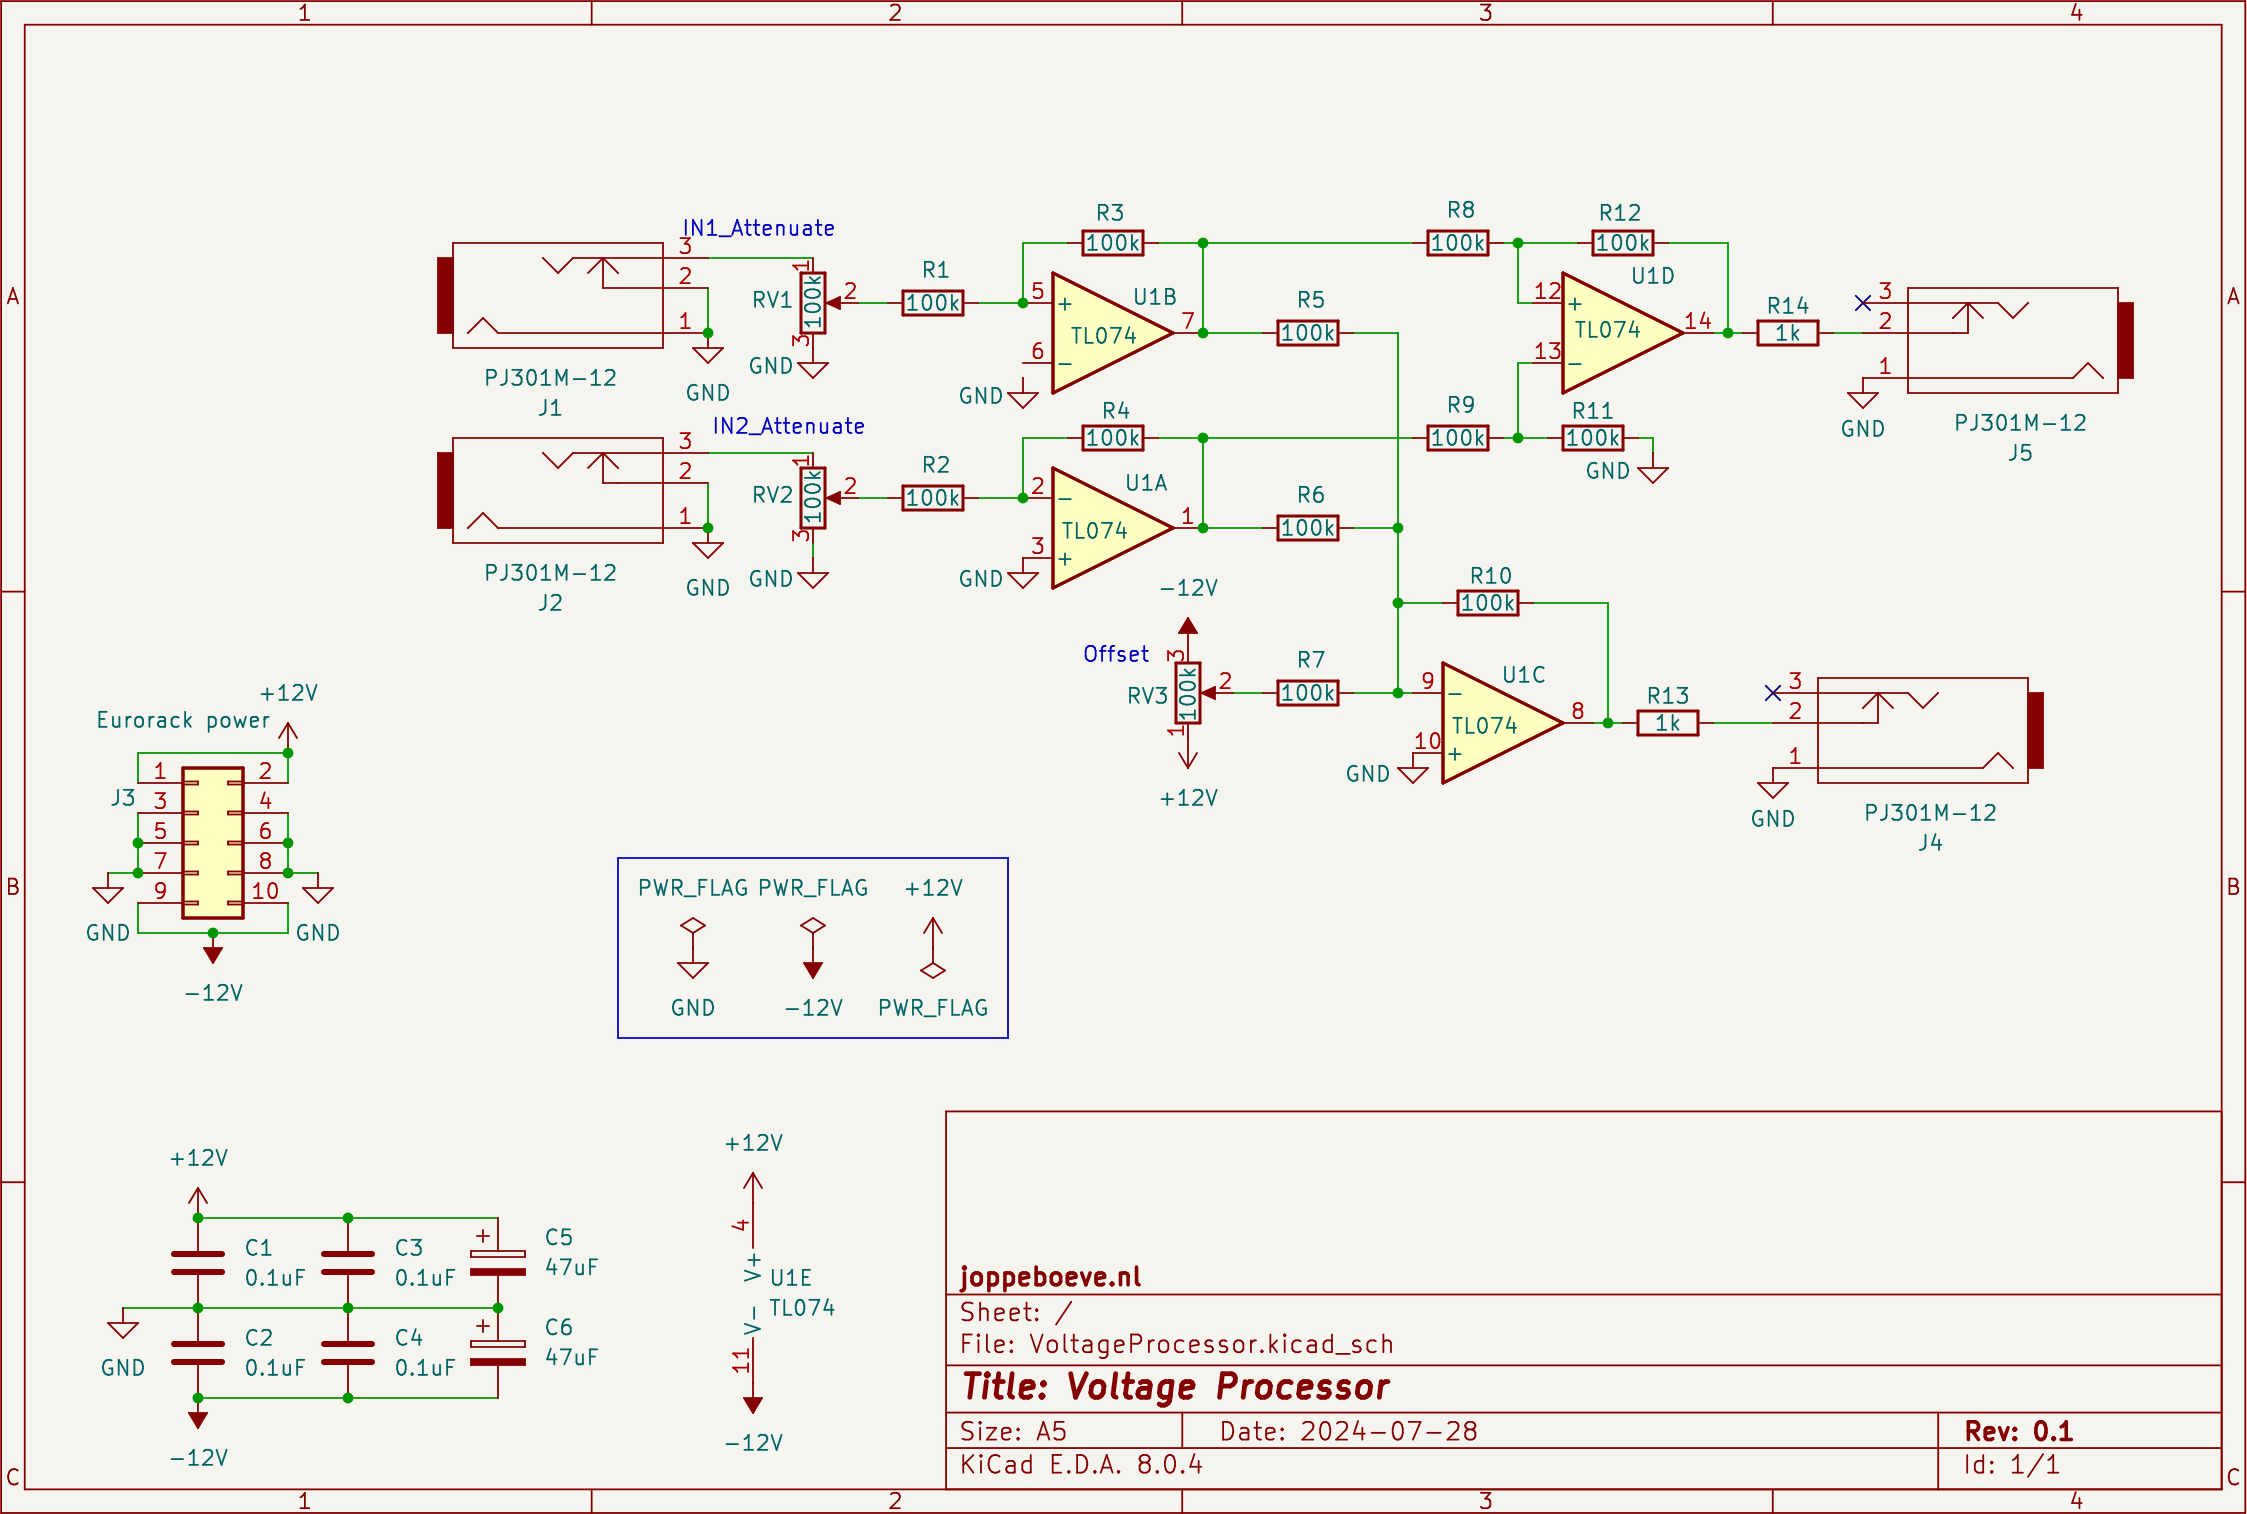 1 2 3 4
A A
B B
C C
1 2 3 4
IN1_Attenuate
3
2
1
PJ301M-12
J1
GND
RV1
100k
1
2
3
GND
R1
100k
R3
100k
5
+
6
−
U1B
TL074
7
GND
R5
100k
R8
100k
R12
100k
U1D
12
+
TL074
13
−
14
R14
1k
3
2
1
GND
PJ301M-12
J5
IN2_Attenuate
3
2
1
PJ301M-12
J2
GND
RV2
100k
1
2
3
GND
R2
100k
R4
100k
2
−
U1A
TL074
3
+
1
GND
R6
100k
R9
100k
R11
100k
GND
-12V
Offset
3
RV3
100k
2
1
+12V
R7
100k
R10
100k
9
−
U1C
TL074
10
+
8
GND
R13
1k
3
2
1
GND
PJ301M-12
J4
+12V
Eurorack power
J3
1 2
3 4
5 6
7 8
9 10
GND GND
-12V
PWR_FLAG PWR_FLAG +12V
GND -12V PWR_FLAG
+12V
C1
0.1uF
C3
0.1uF
+
C5
47uF
GND
C2
0.1uF
C4
0.1uF
+
C6
47uF
-12V
+12V
4
V+
U1E
TL074
V-
11
-12V
joppeboeve.nl
Sheet: /
File: VoltageProcessor.kicad_sch
Title: Voltage Processor
Size: A5 Date: 2024-07-28 Rev: 0.1
KiCad E.D.A. 8.0.4 Id: 1/1